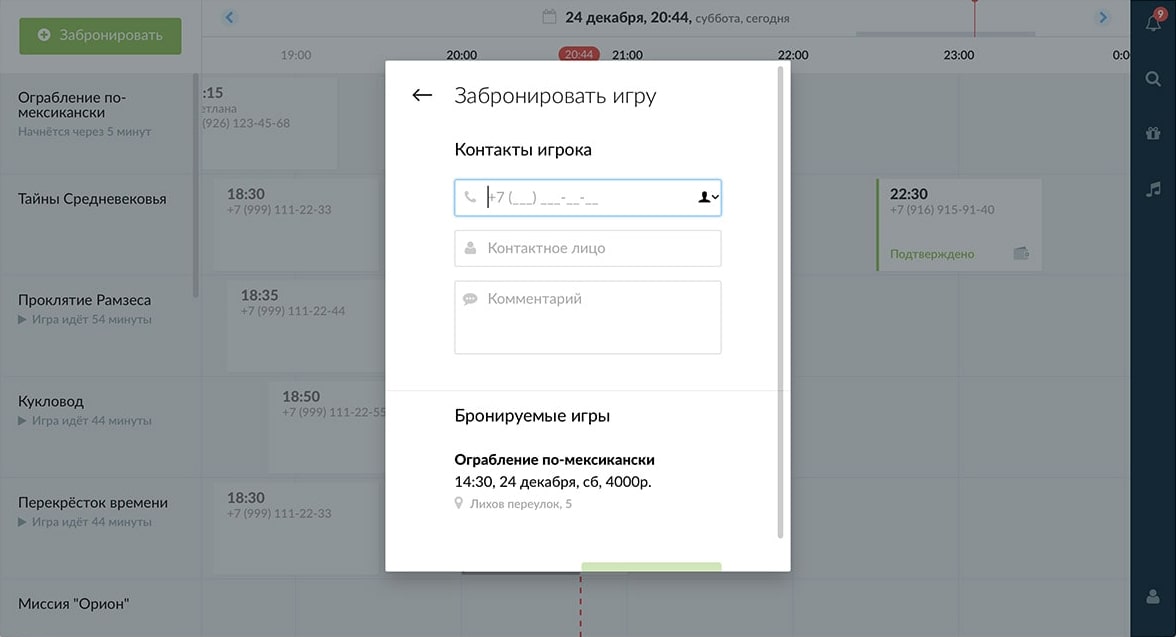 Забронировать
24 декабря, 20:44, суббота, сегодня
9
19:00
20:00
20:44
21:00
22:00
23:00
0:0
Ограбление по-
мексикански
Начнётся через 5 минут
:15
етлана
(926) 123-45-68
Тайны Средневековья
18:30
+7 (999) 111-22-33
22:30
+7 (916) 915-91-40
Подтверждено
Проклятие Рамзеса
Игра идёт 54 минуты
18:35
+7 (999) 111-22-44
Кукловод
Игра идёт 44 минуты
18:50
+7 (999) 111-22-55
Перекрёсток времени
Игра идёт 44 минуты
18:30
+7 (999) 111-22-33
Миссия "Орион"
Забронировать игру
Контакты игрока
+7 (___) ___-__-__
Контактное лицо
Комментарий
Бронируемые игры
Ограбление по-мексикански
14:30, 24 декабря, сб, 4000р.
Лихов переулок, 5